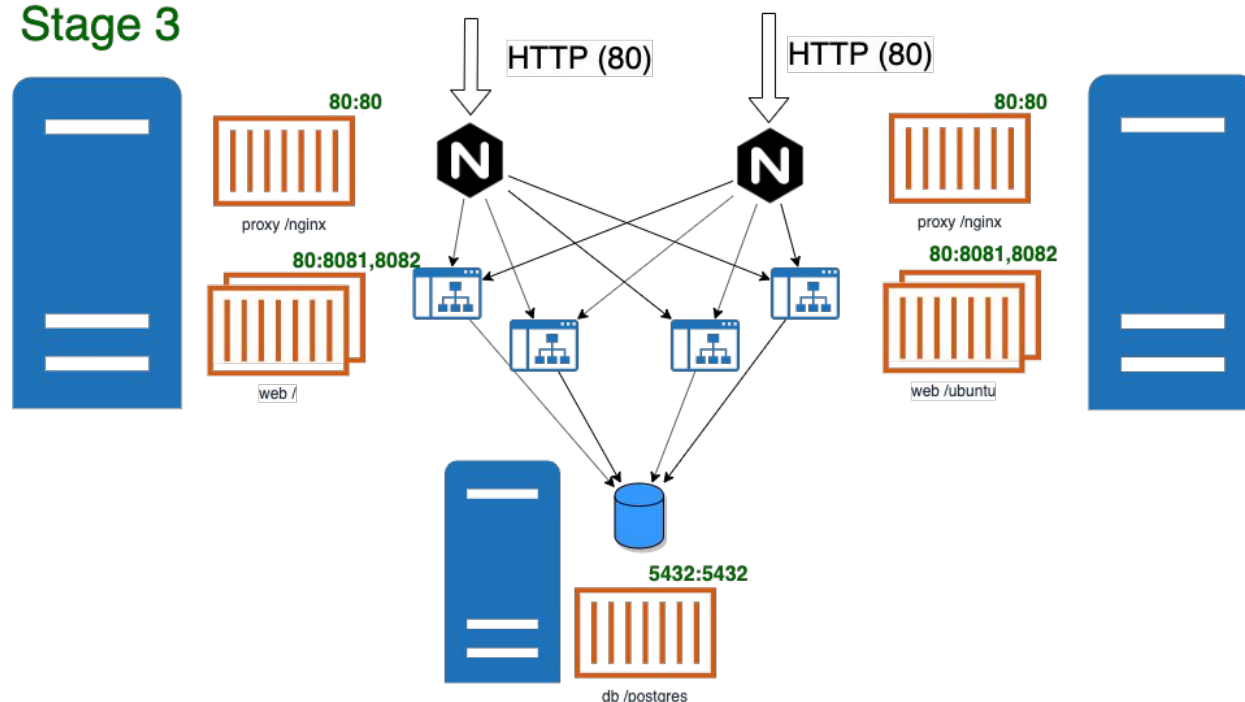 Stage 3
HTTP (80)
HTTP (80)
80:80
80:80
N
N
proxy /nginx
proxy /nginx
80:8081,8082
80:8081,8082
web /
web /ubuntu
5432:5432
db /postgres